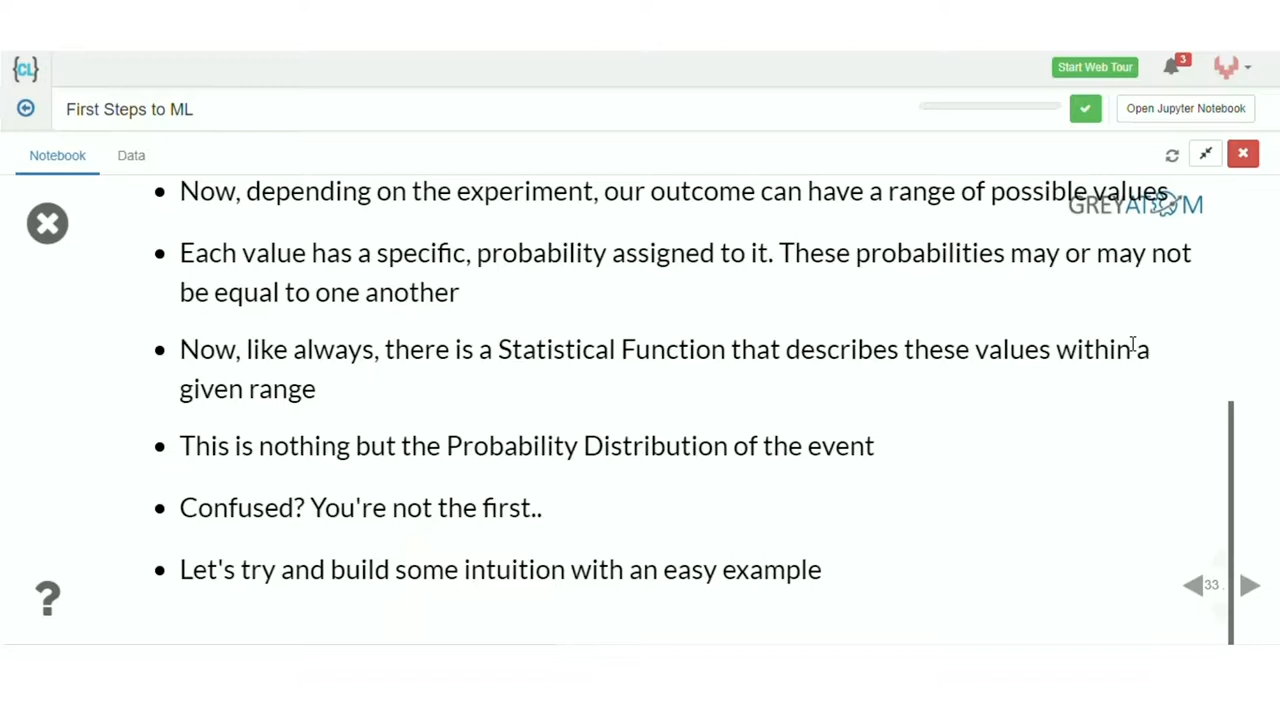 {CL}
Start Web Tour
3
First Steps to ML
Open Jupyter Notebook
Notebook
Data
• Now, depending on the experiment, our outcome can have a range of possible values
GREYATOM
• Each value has a specific, probability assigned to it. These probabilities may or may not
be equal to one another
• Now, like always, there is a Statistical Function that describes these values within a
given range
• This is nothing but the Probability Distribution of the event
• Confused? You're not the first..
• Let's try and build some intuition with an easy example
?
33 .